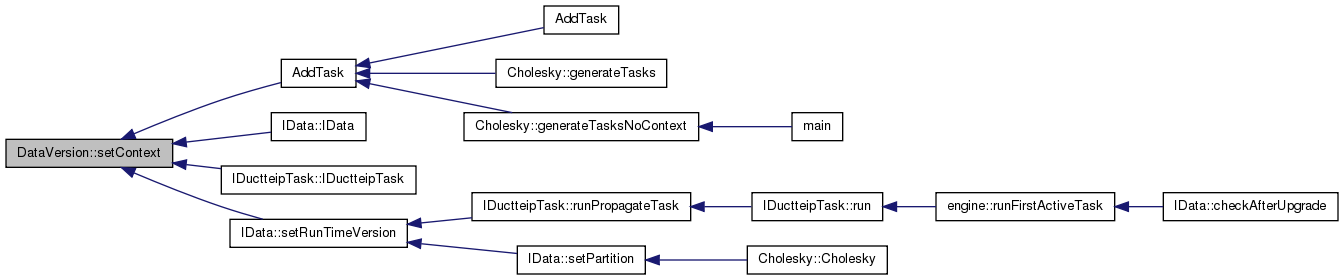 AddTask
AddTask
Cholesky::generateTasks
Cholesky::generateTasksNoContext
main
IData::IData
DataVersion::setContext
IDuctteipTask::IDuctteipTask
IDuctteipTask::runPropagateTask
IDuctteipTask::run
engine::runFirstActiveTask
IData::checkAfterUpgrade
IData::setRunTimeVersion
IData::setPartition
Cholesky::Cholesky